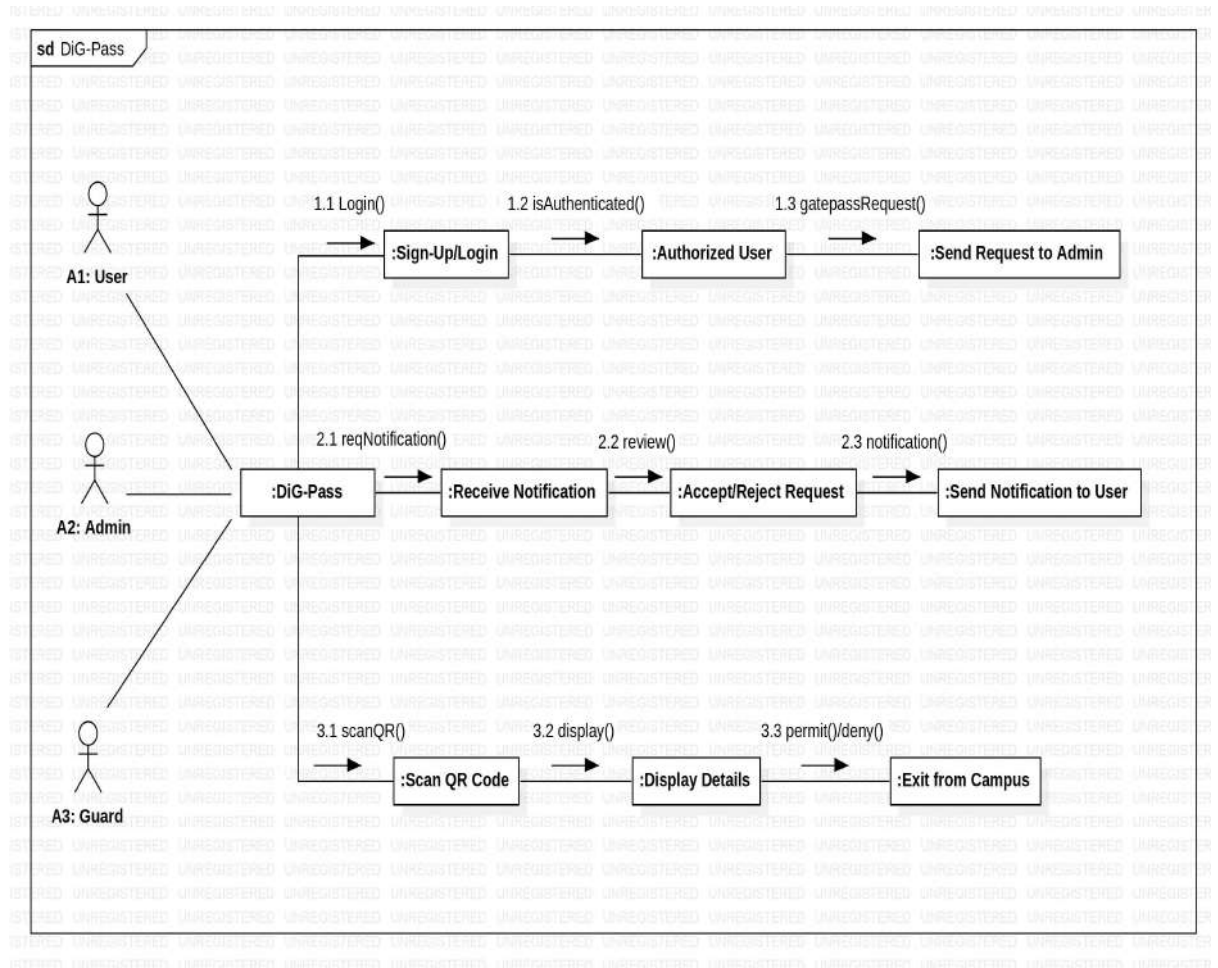 sd DiG-Pass
1.1 Login()
1.2 isAuthenticated()
1.3 gatepassRequest()
:Sign-Up/Login
:Authorized User
:Send Request to Admin
A1: User
2.1 reqNotification()
2.2 review()
2.3 notification()
:DiG-Pass
:Receive Notification
:Accept/Reject Request
:Send Notification to User
A2: Admin
3.1 scanQR()
3.2 display()
3.3 permit()/deny()
:Scan QR Code
:Display Details
:Exit from Campus
A3: Guard
UNREGISTERED